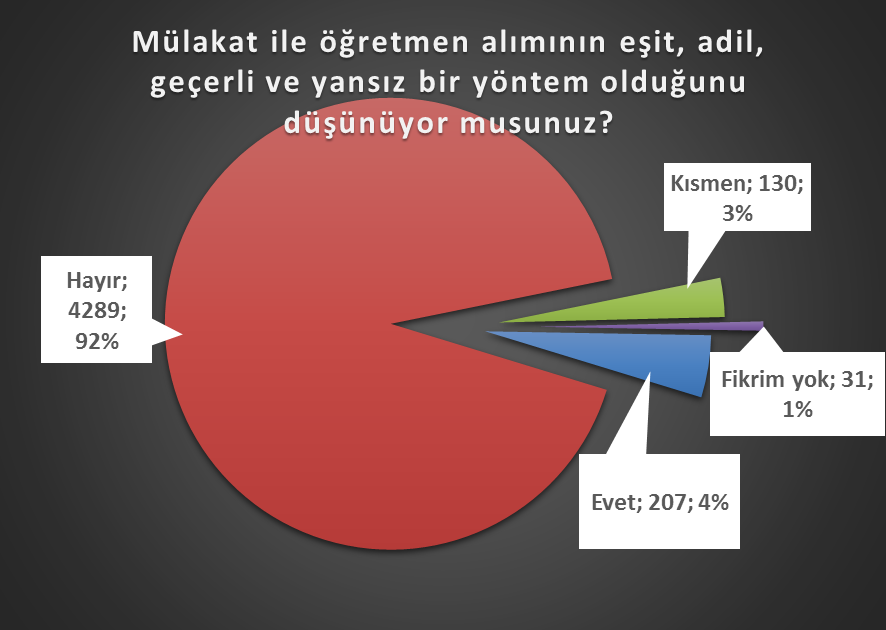 Mülakat ile öğretmen alımının eşit, adil,
geçerli ve yansız bir yöntem olduğunu
düşünüyor musunuz?
Kısmen; 130;
3%
Hayır;
4289;
92%
Fikrim yok; 31;
1%
Evet; 207; 4%